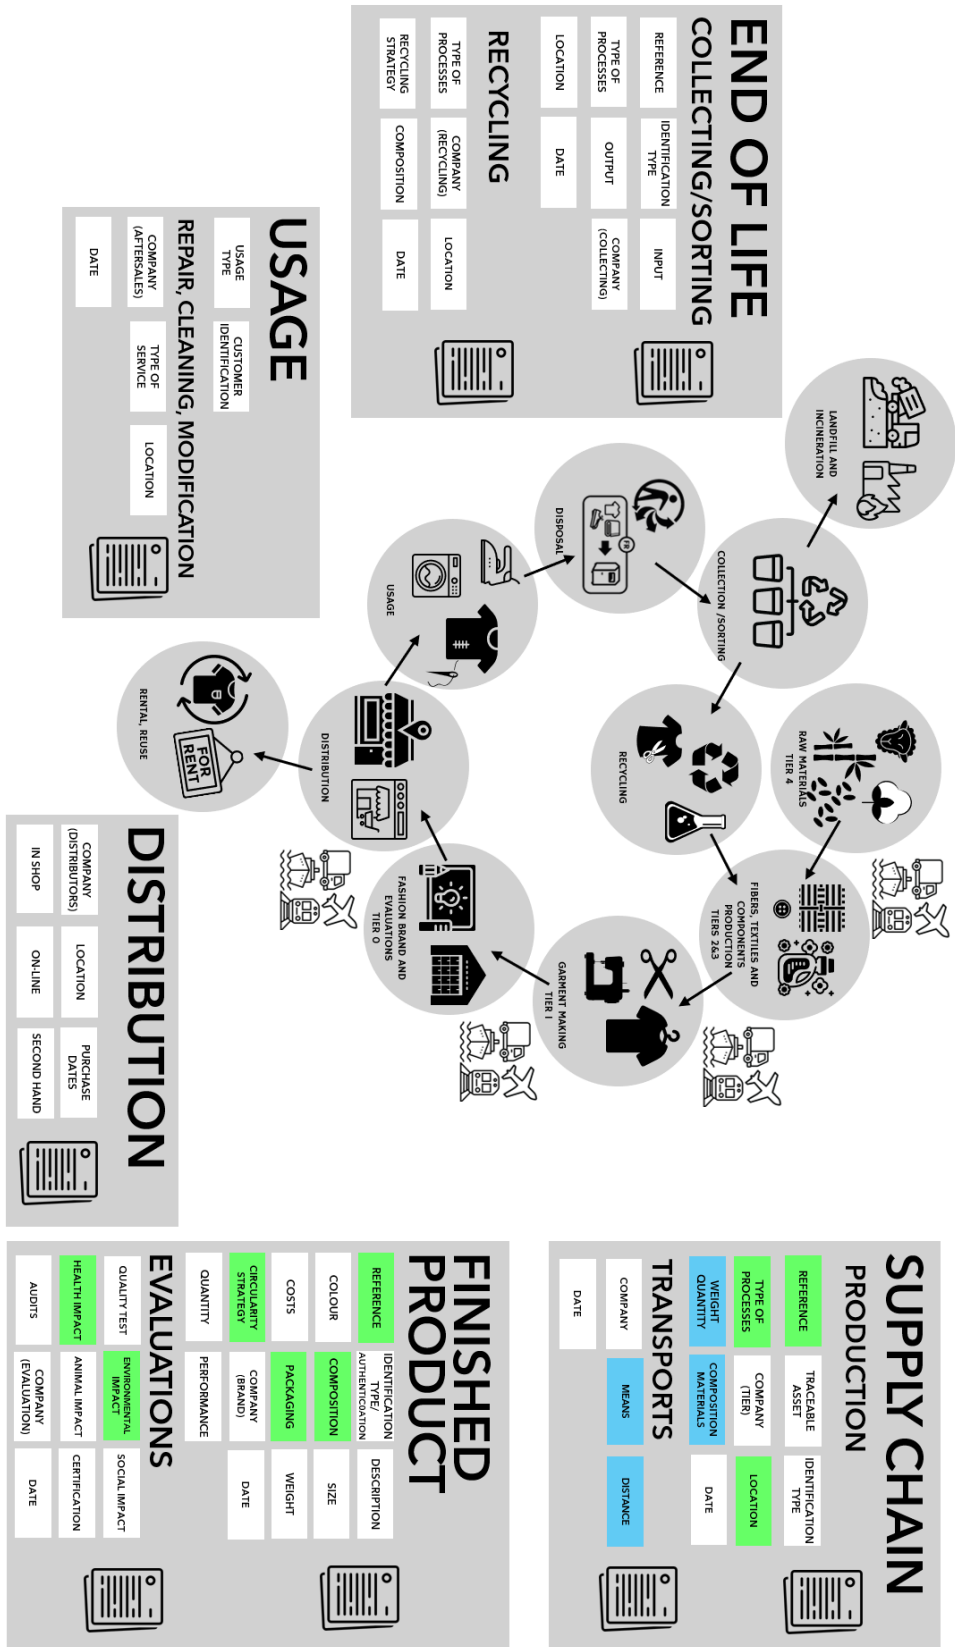 END OF LIFE
COLLECTING/SORTING
REFERENCE
IDENTIFICATION
TYPE
INPUT
TYPE OF
PROCESSES
OUTPUT
COMPANY
(COLLECTING)
LOCATION
DATE
RECYCLING
TYPE OF
PROCESSES
COMPANY
(RECYCLING)
LOCATION
RECYCLING
STRATEGY
COMPOSITION
DATE
USAGE
USAGE
TYPE
CUSTOMER
IDENTIFICATION
REPAIR, CLEANING, MODIFICATION
COMPANY
(AFTERSALES)
TYPE OF
SERVICE
LOCATION
DATE
LANDFILL AND
INCINERATION
COLLECTION /SORTING
RAW MATERIALS
TIER 4
FR
DISPOSAL
RECYCLING
FIBERS, TEXTILES AND
COMPONENTS
PRODUCTION
TIERS 2&3
USAGE
GARMENT MAKING
TIER 1
DISTRIBUTION
FASHION BRAND AND
EVALUATIONS
TIER 0
FOR
RENT
RENTAL, REUSE
DISTRIBUTION
COMPANY
(DISTRIBUTORS)
LOCATION
PURCHASE
DATES
IN SHOP
ON-LINE
SECOND HAND
SUPPLY CHAIN
PRODUCTION
REFERENCE
TRACEABLE
ASSET
IDENTIFICATION
TYPE
TYPE OF
PROCESSES
COMPANY
(TIER)
LOCATION
WEIGHT
QUANTITY
COMPOSITION
MATERIALS
DATE
TRANSPORTS
COMPANY
MEANS
DISTANCE
DATE
FINISHED
PRODUCT
REFERENCE
IDENTIFICATION
TYPE/
AUTHENTICOATION
DESCRIPTION
COLOUR
COMPOSITION
SIZE
COSTS
PACKAGING
WEIGHT
CIRCULARITY
STRATEGY
COMPANY
(BRAND)
DATE
QUANTITY
PERFORMANCE
EVALUATIONS
QUALITY TEST
ENVIRONMENTAL
IMPACT
SOCIAL IMPACT
HEALTH IMPACT
ANIMAL IMPACT
CERTIFICATION
AUDITS
COMPANY
(EVALUATION)
DATE